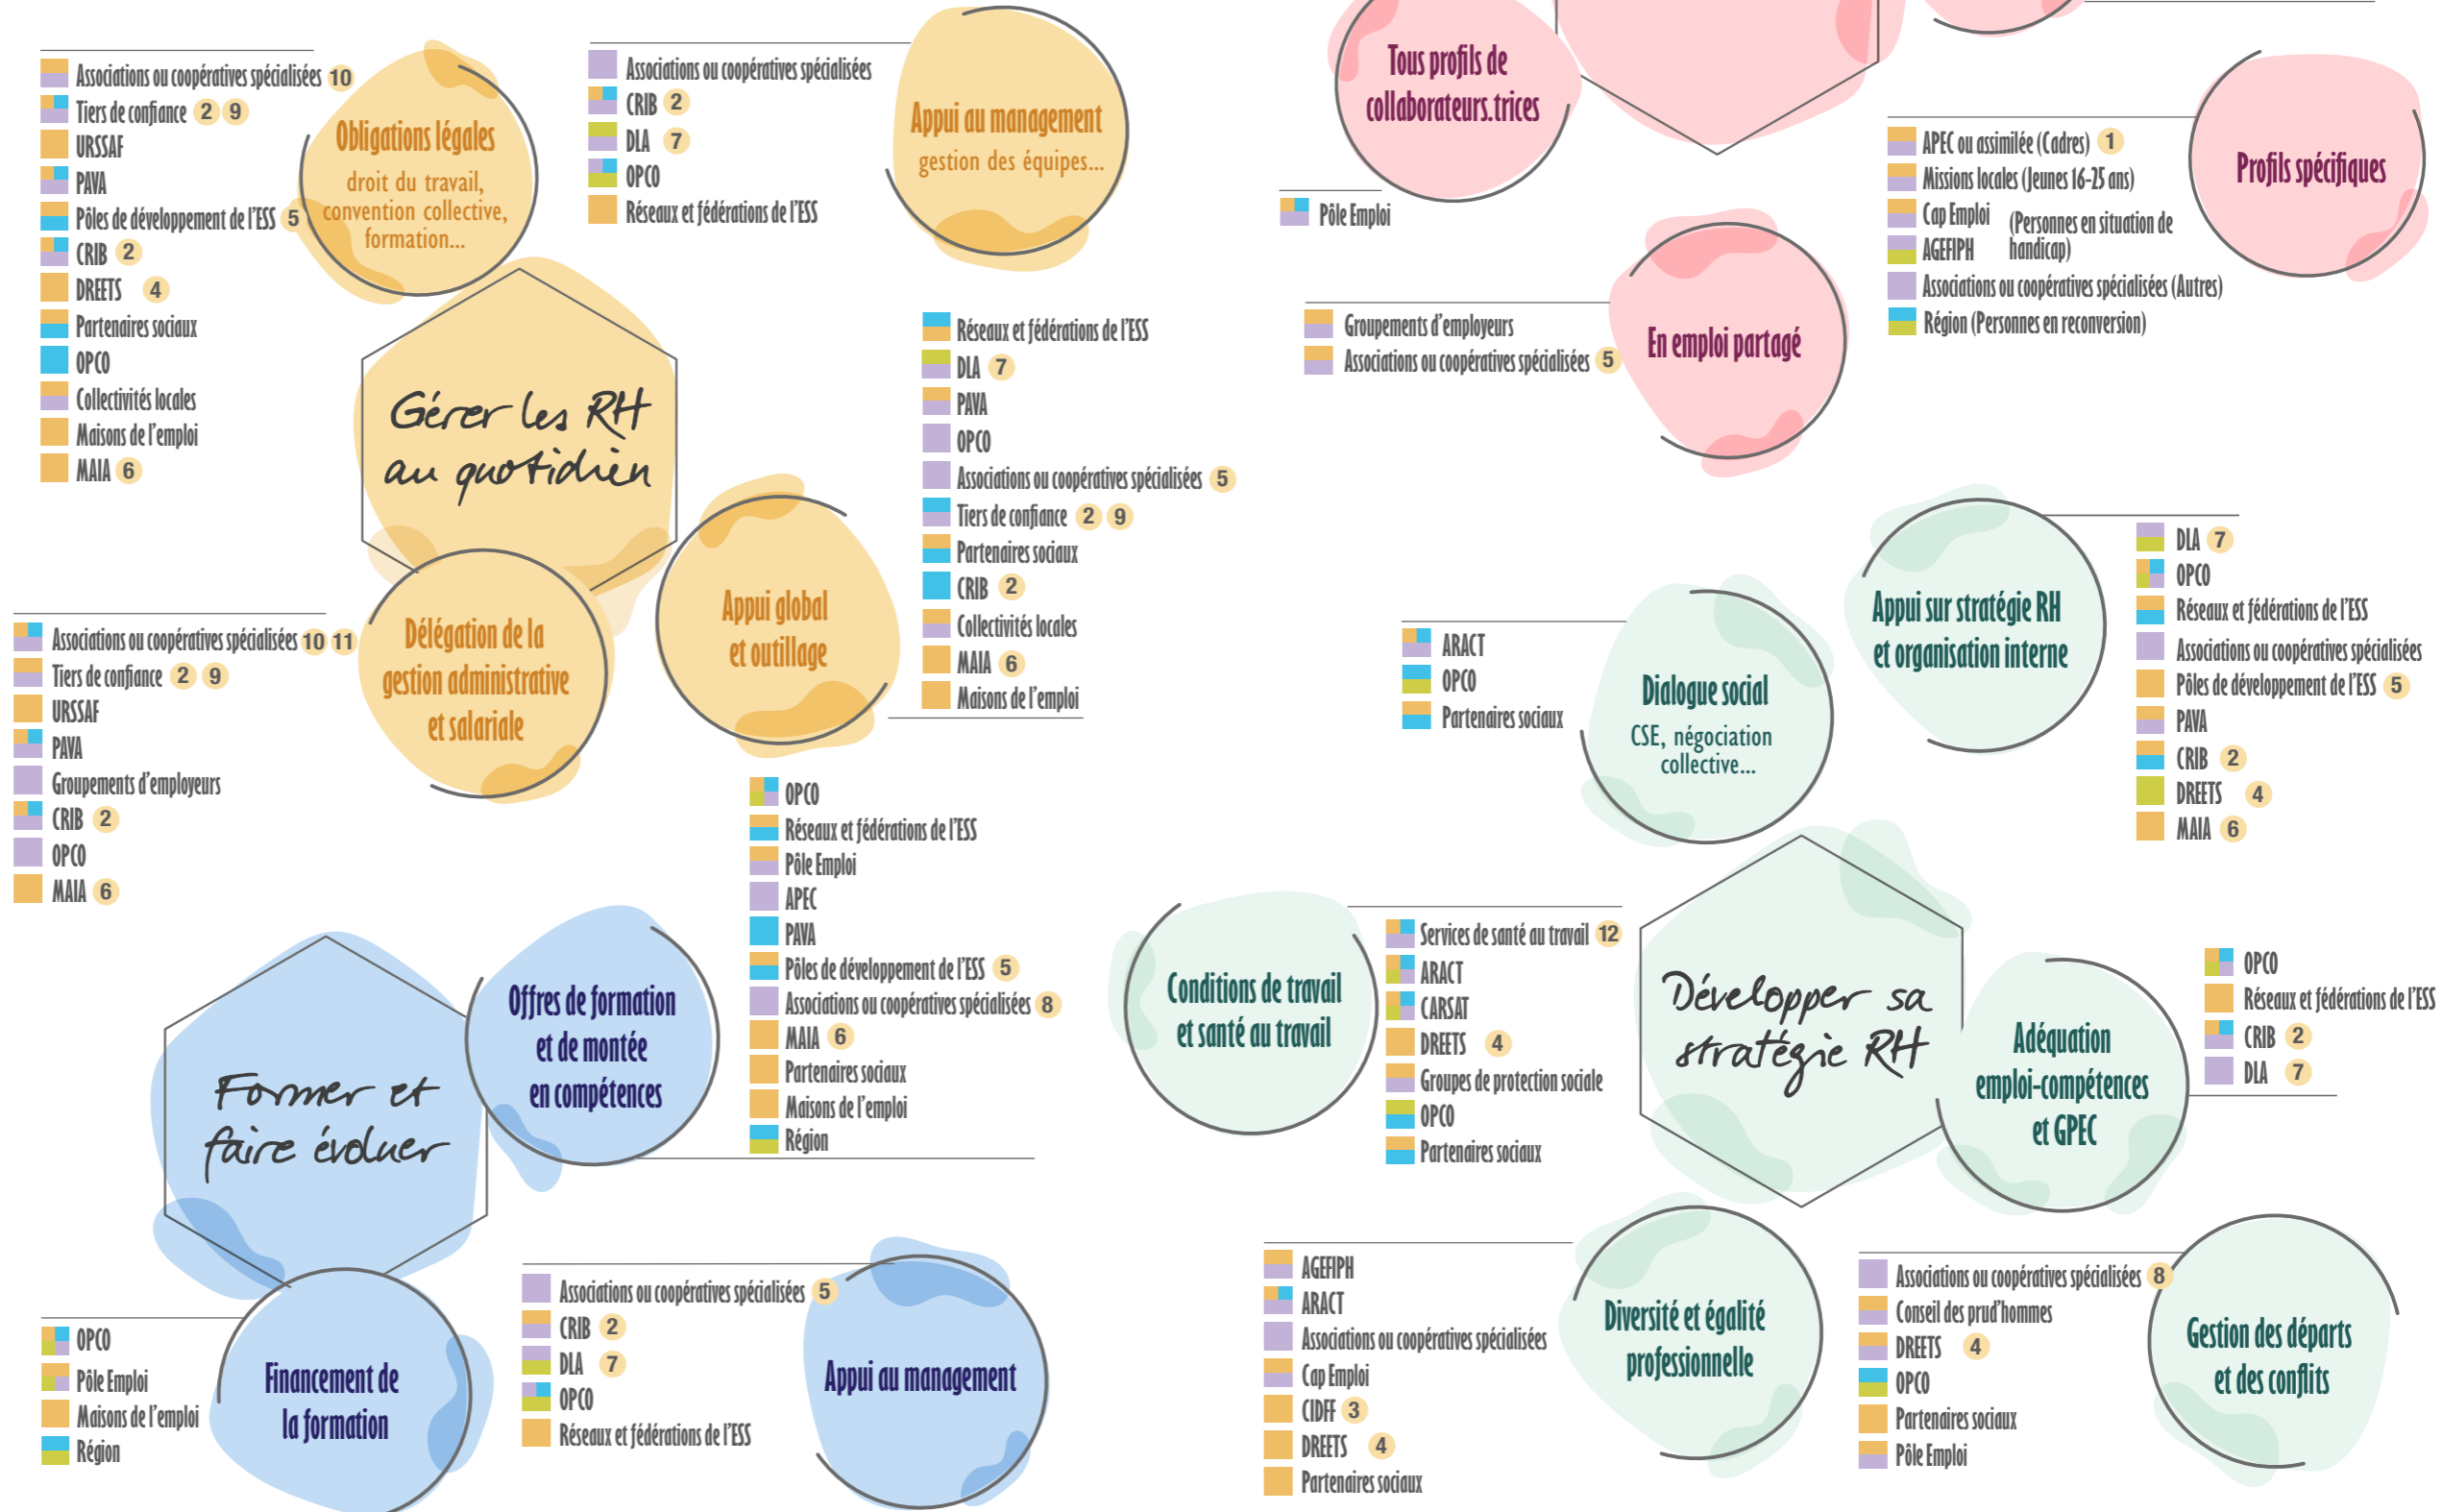 Associations ou coopératives spécialisées 10
Tiers de confiance 2 9
URSSAF
PAVA
Pôles de développement de l'ESS 5
CRIB 2
DREETS 4
Partenaires sociaux
OPCO
Collectivités locales
Maisons de l'emploi
MAIA 6
Obligations légales
droit du travail,
convention collective,
formation...
Associations ou coopératives spécialisées
CRIB 2
DLA 7
OPCO
Réseaux et fédérations de l'ESS
Appui au management
gestion des équipes...
Gérer les RH
au quotidien
Réseaux et fédérations de l'ESS
DLA 7
PAVA
OPCO
Associations ou coopératives spécialisées 5
Tiers de confiance 2 9
Partenaires sociaux
CRIB 2
Collectivités locales
MAIA 6
Maisons de l'emploi
Appui global
et outillage
Associations ou coopératives spécialisées 10 11
Tiers de confiance 2 9
URSSAF
PAVA
Groupements d'employeurs
CRIB 2
OPCO
MAIA 6
Délégation de la
gestion administrative
et salariale
Tous profils de
collaborateurs.trices
Pôle Emploi
APEC ou assimilée (Cadres) 1
Missions locales (Jeunes 16-25 ans)
Cap Emploi
AGEFIPH
(Personnes en situation de
handicap)
Associations ou coopératives spécialisées (Autres)
Région (Personnes en reconversion)
Profils spécifiques
Groupements d'employeurs
Associations ou coopératives spécialisées 5
En emploi partagé
ARACT
OPCO
Partenaires sociaux
Dialogue social
CSE, négociation
collective...
Appui sur stratégie RH
et organisation interne
DLA 7
OPCO
Réseaux et fédérations de l'ESS
Associations ou coopératives spécialisées
Pôles de développement de l'ESS 5
PAVA
CRIB 2
DREETS 4
MAIA 6
Former et
faire évoluer
Offres de formation
et de montée
en compétences
OPCO
Réseaux et fédérations de l'ESS
Pôle Emploi
APEC
PAVA
Pôles de développement de l'ESS 5
Associations ou coopératives spécialisées 8
MAIA 6
Partenaires sociaux
Maisons de l'emploi
Région
OPCO
Pôle Emploi
Maisons de l'emploi
Région
Financement de
la formation
Associations ou coopératives spécialisées 5
CRIB 2
DLA 7
OPCO
Réseaux et fédérations de l'ESS
Appui au management
Conditions de travail
et santé au travail
Services de santé au travail 12
ARACT
CARSAT
DREETS 4
Groupes de protection sociale
OPCO
Partenaires sociaux
Développer sa
stratégie RH
Adéquation
emploi-compétences
et GPEC
OPCO
Réseaux et fédérations de l'ESS
CRIB 2
DLA 7
AGEFIPH
ARACT
Associations ou coopératives spécialisées
Cap Emploi
CIDFF 3
DREETS 4
Partenaires sociaux
Diversité et égalité
professionnelle
Associations ou coopératives spécialisées 8
Conseil des prud'hommes
DREETS 4
OPCO
Partenaires sociaux
Pôle Emploi
Gestion des départs
et des conflits